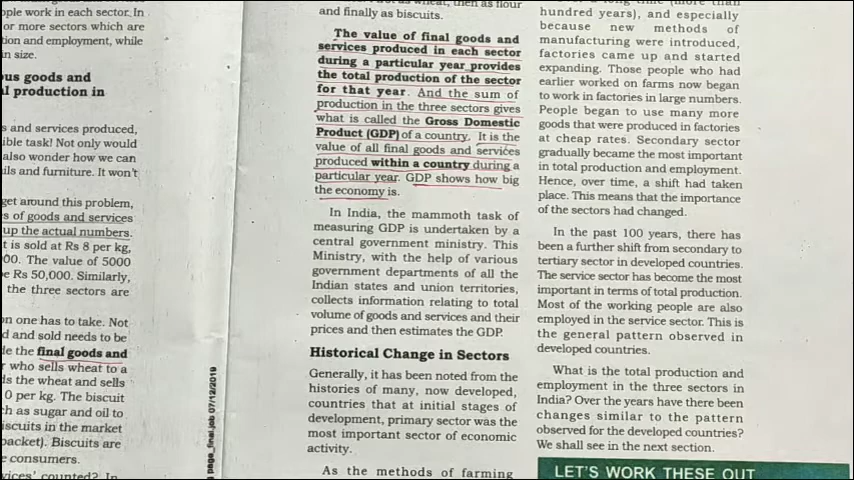 ople work in each sector. In
or more sectors which are
tion and employment, while
in size.
ous goods and
l production in
s and services produced,
ible task! Not only would
also wonder how we can
ils and furniture. It won't
get around this problem,
s of goods and services
up the actual numbers.
t is sold at Rs 8 per kg,
00. The value of 5000
e Rs 50,000. Similarly,
the three sectors are
on one has to take. Not
d and sold needs to be
le the final goods and
r who sells wheat to a
ls the wheat and sells
0 per kg. The biscuit
ch as sugar and oil to
iscuits in the market
packet). Biscuits are
e consumers.
vices' counted? In
page_final.job 07/12/2019
then as flour
and finally as biscuits.
The value of final goods and
services produced in each sector
during a particular year provides
the total production of the sector
for that year. And the sum of
production in the three sectors gives
what is called the Gross Domestic
Product (GDP) of a country. It is the
value of all final goods and services
produced within a country during a
particular year. GDP shows how big
the economy is.
In India, the mammoth task of
measuring GDP is undertaken by a
central government ministry. This
Ministry, with the help of various
government departments of all the
Indian states and union territories,
collects information relating to total
volume of goods and services and their
prices and then estimates the GDP.
Historical Change in Sectors
Generally, it has been noted from the
histories of many, now developed,
countries that at initial stages of
development, primary sector was the
most important sector of economic
activity.
As the methods of farming
hundred years), and especially
because new methods of
manufacturing were introduced,
factories came up and started
expanding. Those people who had
earlier worked on farms now began
to work in factories in large numbers.
People began to use many more
goods that were produced in factories
at cheap rates. Secondary sector
gradually became the most important
in total production and employment.
Hence, over time, a shift had taken
place. This means that the importance
of the sectors had changed.
In the past 100 years, there has
been a further shift from secondary to
tertiary sector in developed countries.
The service sector has become the most
important in terms of total production.
Most of the working people are also
employed in the service sector. This is
the general pattern observed in
developed countries.
What is the total production and
employment in the three sectors in
India? Over the years have there been
changes similar to the pattern
observed for the developed countries?
We shall see in the next section.
LET'S WORK THESE OUT